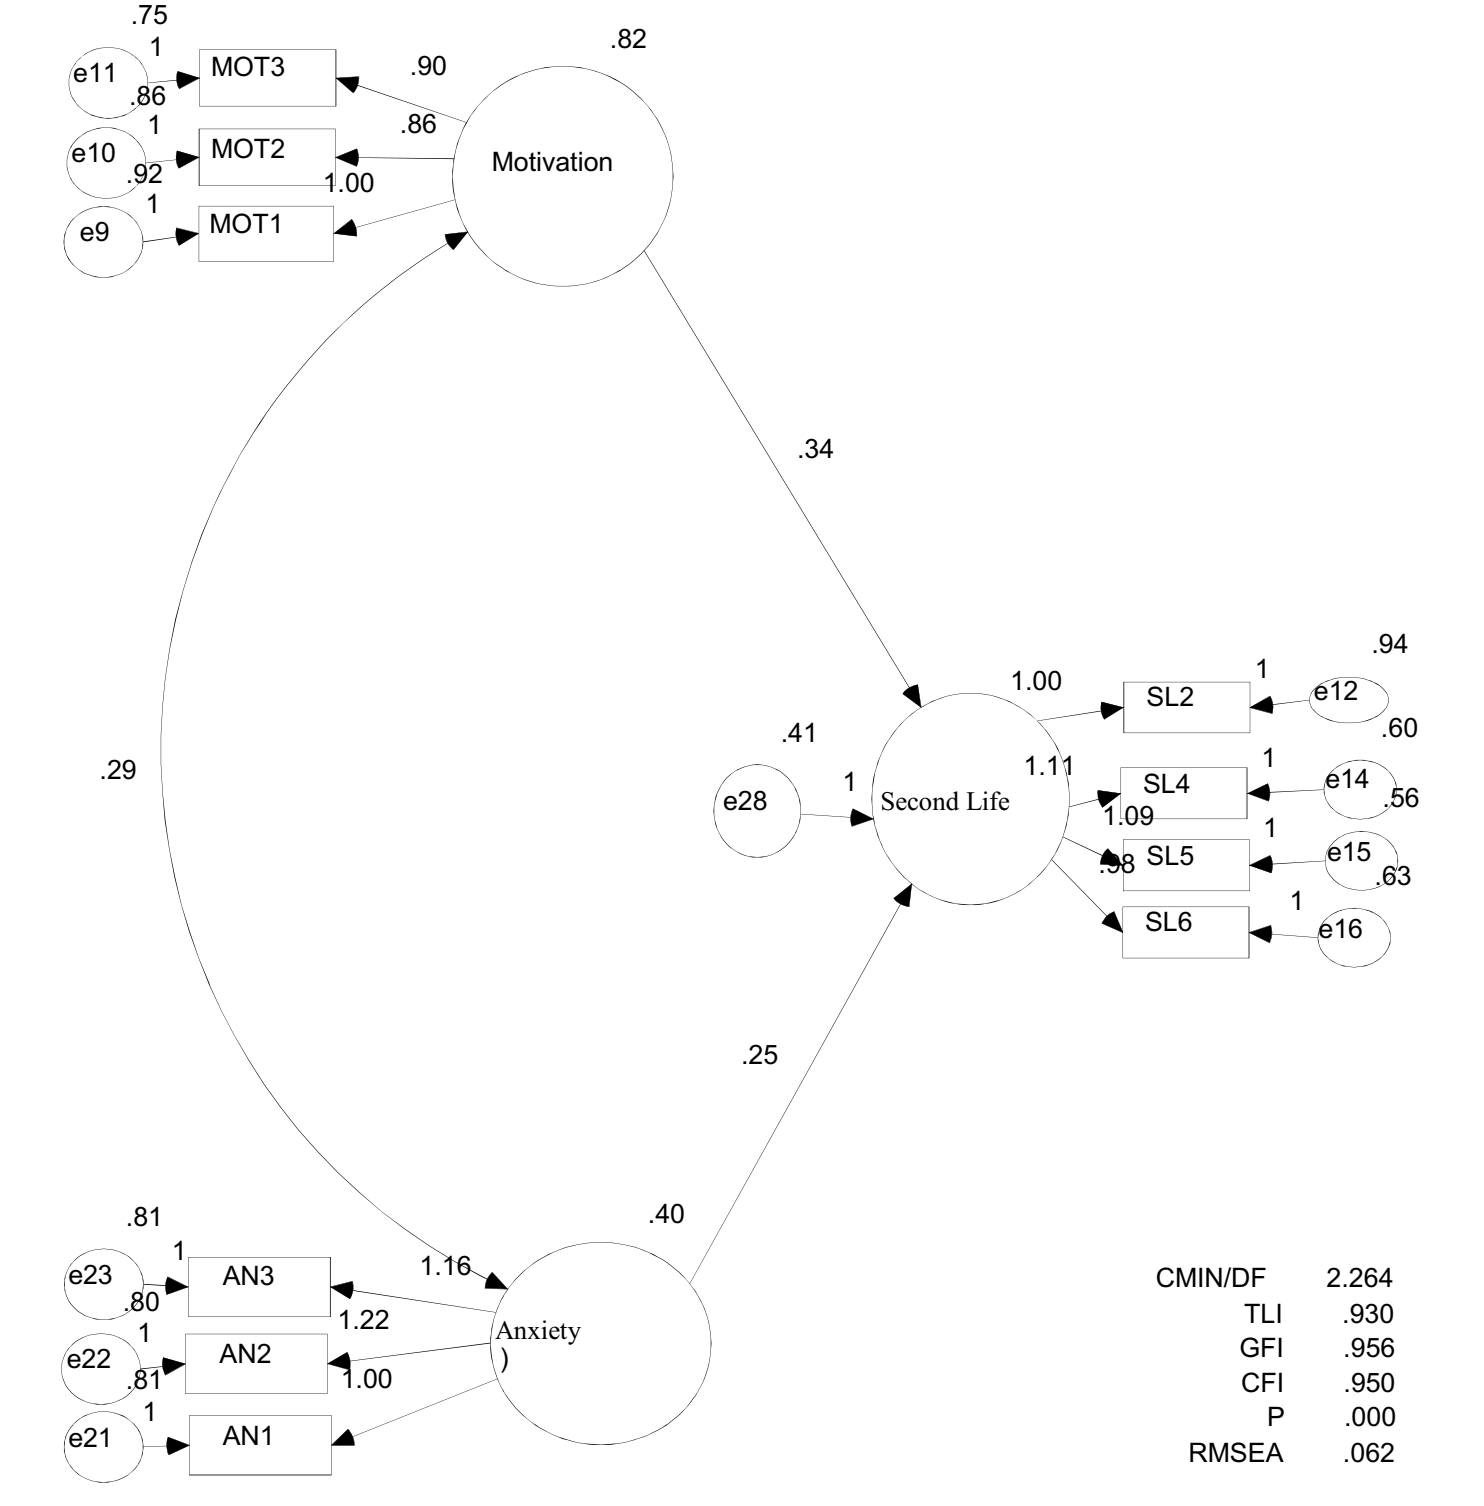 .75
.82
1
.90
e11
MOT3
.86
.86
1
e10
MOT2
Motivation
.92
1.00
1
e9
MOT1
.34
.94
1
1.00
e12
SL2
.60
.41
1
1.11
.29
1
e14
SL4
.56
e28
Second Life
1.09
1
e15
SL5
.98
.63
1
e16
SL6
.25
.40
.81
1
1.16
e23
AN3
.80
1.22
1
Anxiety
)
e22
AN2
.81
1.00
1
e21
AN1
CMIN/DF 2.264
TLI .930
GFI .956
CFI .950
P .000
RMSEA .062